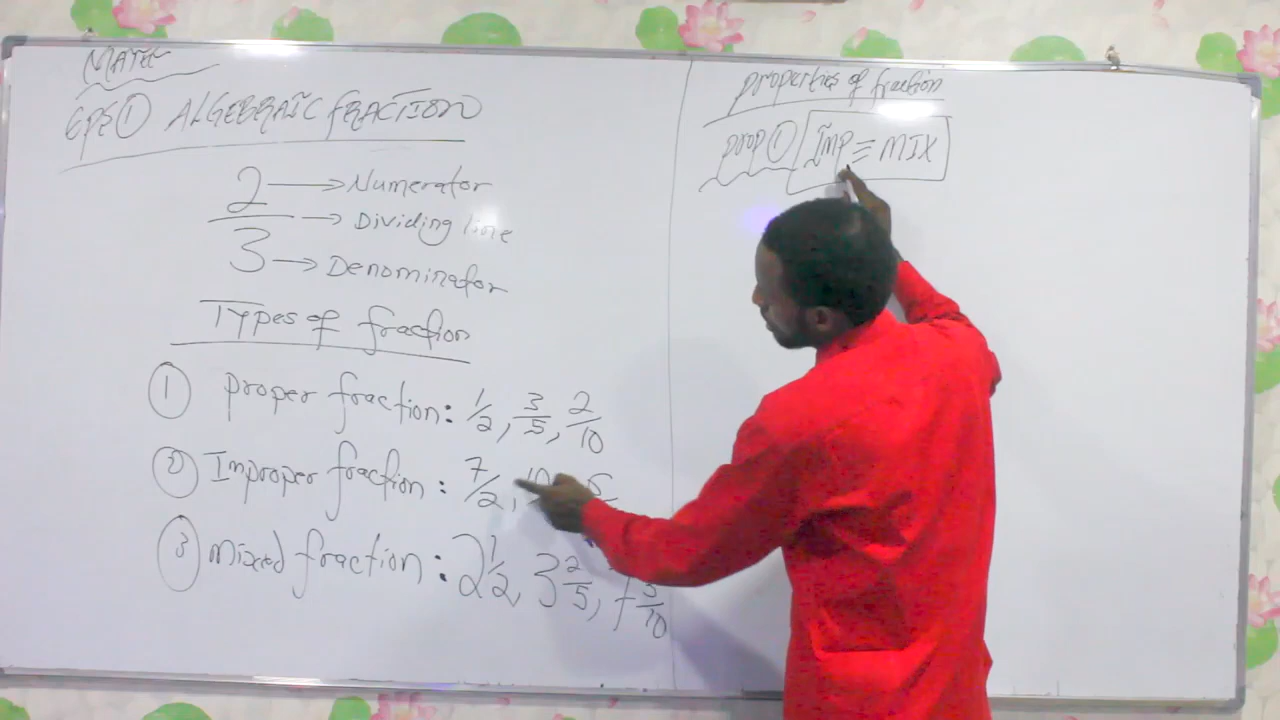 MATH
EPS ① ALGEBRAIC FRACTION
2 → Numerator
→ Dividing line
3 → Denominator
Types of fraction
① proper fraction: 1/2, 3/5, 2/10
② Improper fraction: 7/2,
③ mixed fraction: 2 1/2, 3 2/5,
properties of fraction
prop ① Imp = MIX